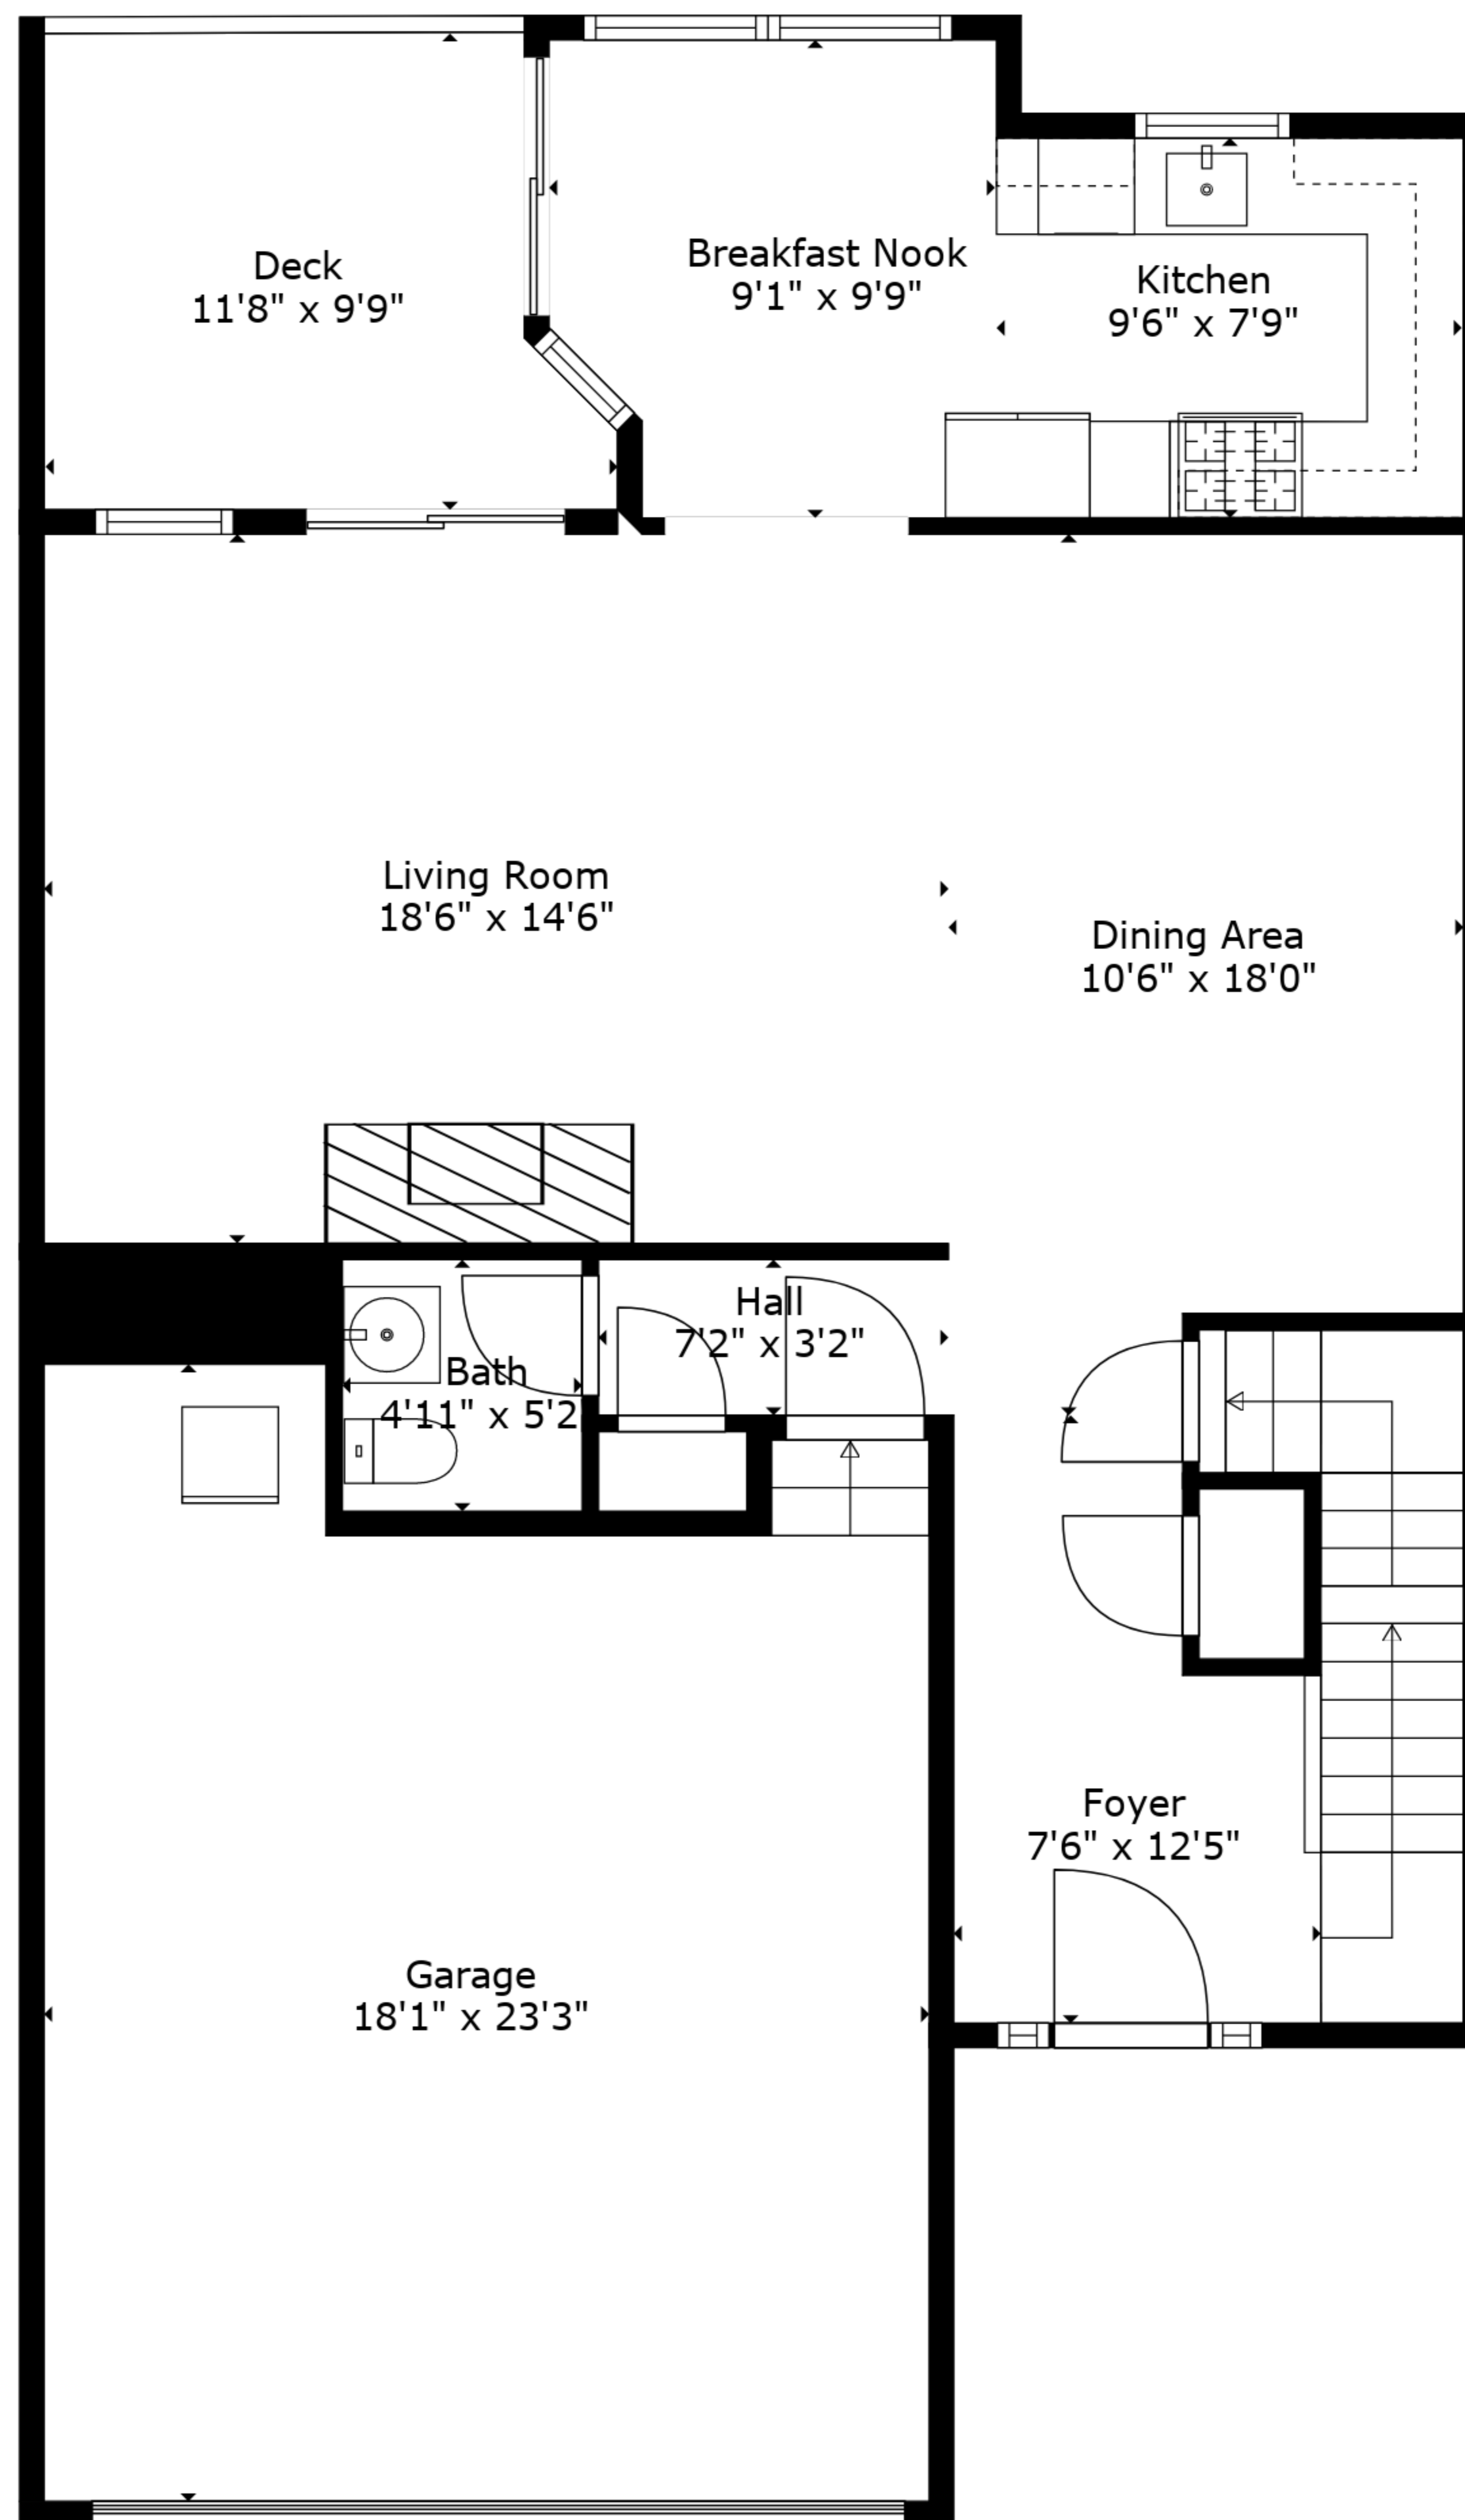 Deck
11'8" x 9'9"
Breakfast Nook
9'1" x 9'9"
Kitchen
9'6" x 7'9"
Living Room
18'6" x 14'6"
Dining Area
10'6" x 18'0"
Hall
7'2" x 3'2"
Bath
4'11" x 5'2
Foyer
7'6" x 12'5"
Garage
18'1" x 23'3"